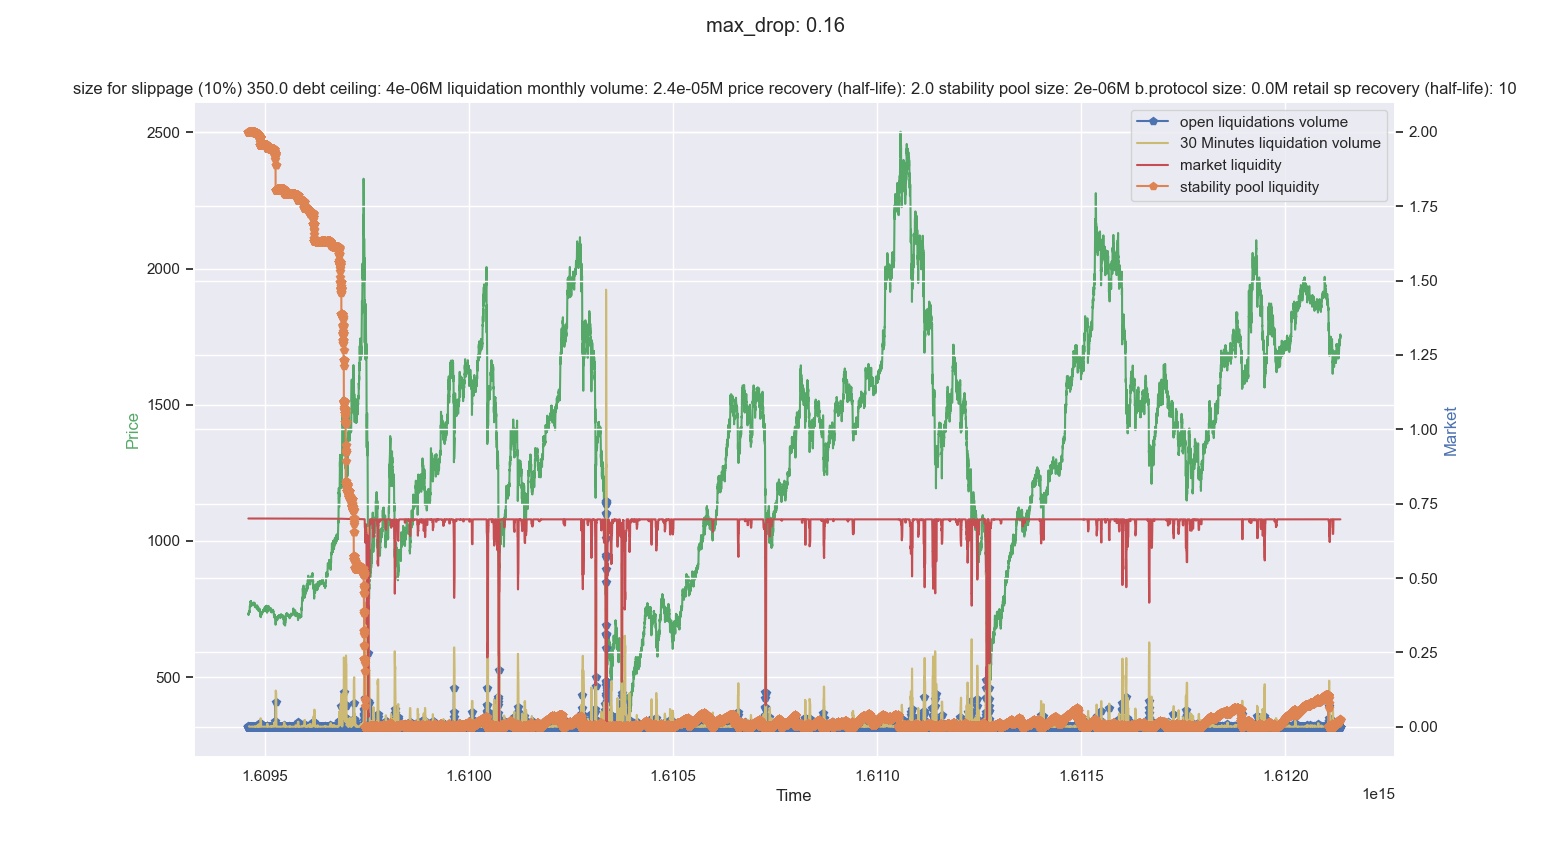 max_drop: 0.16
size for slippage (10%) 350.0 debt ceiling: 4e-06M liquidation monthly volume: 2.4e-05M price recovery (half-life): 2.0 stability pool size: 2e-06M b.protocol size: 0.0M retail sp recovery (half-life): 10
open liquidations volume
30 Minutes liquidation volume
market liquidity
stability pool liquidity
2500
2000
1500
1000
500
Price
2.00
1.75
1.50
1.25
1.00
0.75
0.50
0.25
0.00
Market
1.6095
1.6100
1.6105
1.6110
1.6115
1.6120
1e15
Time